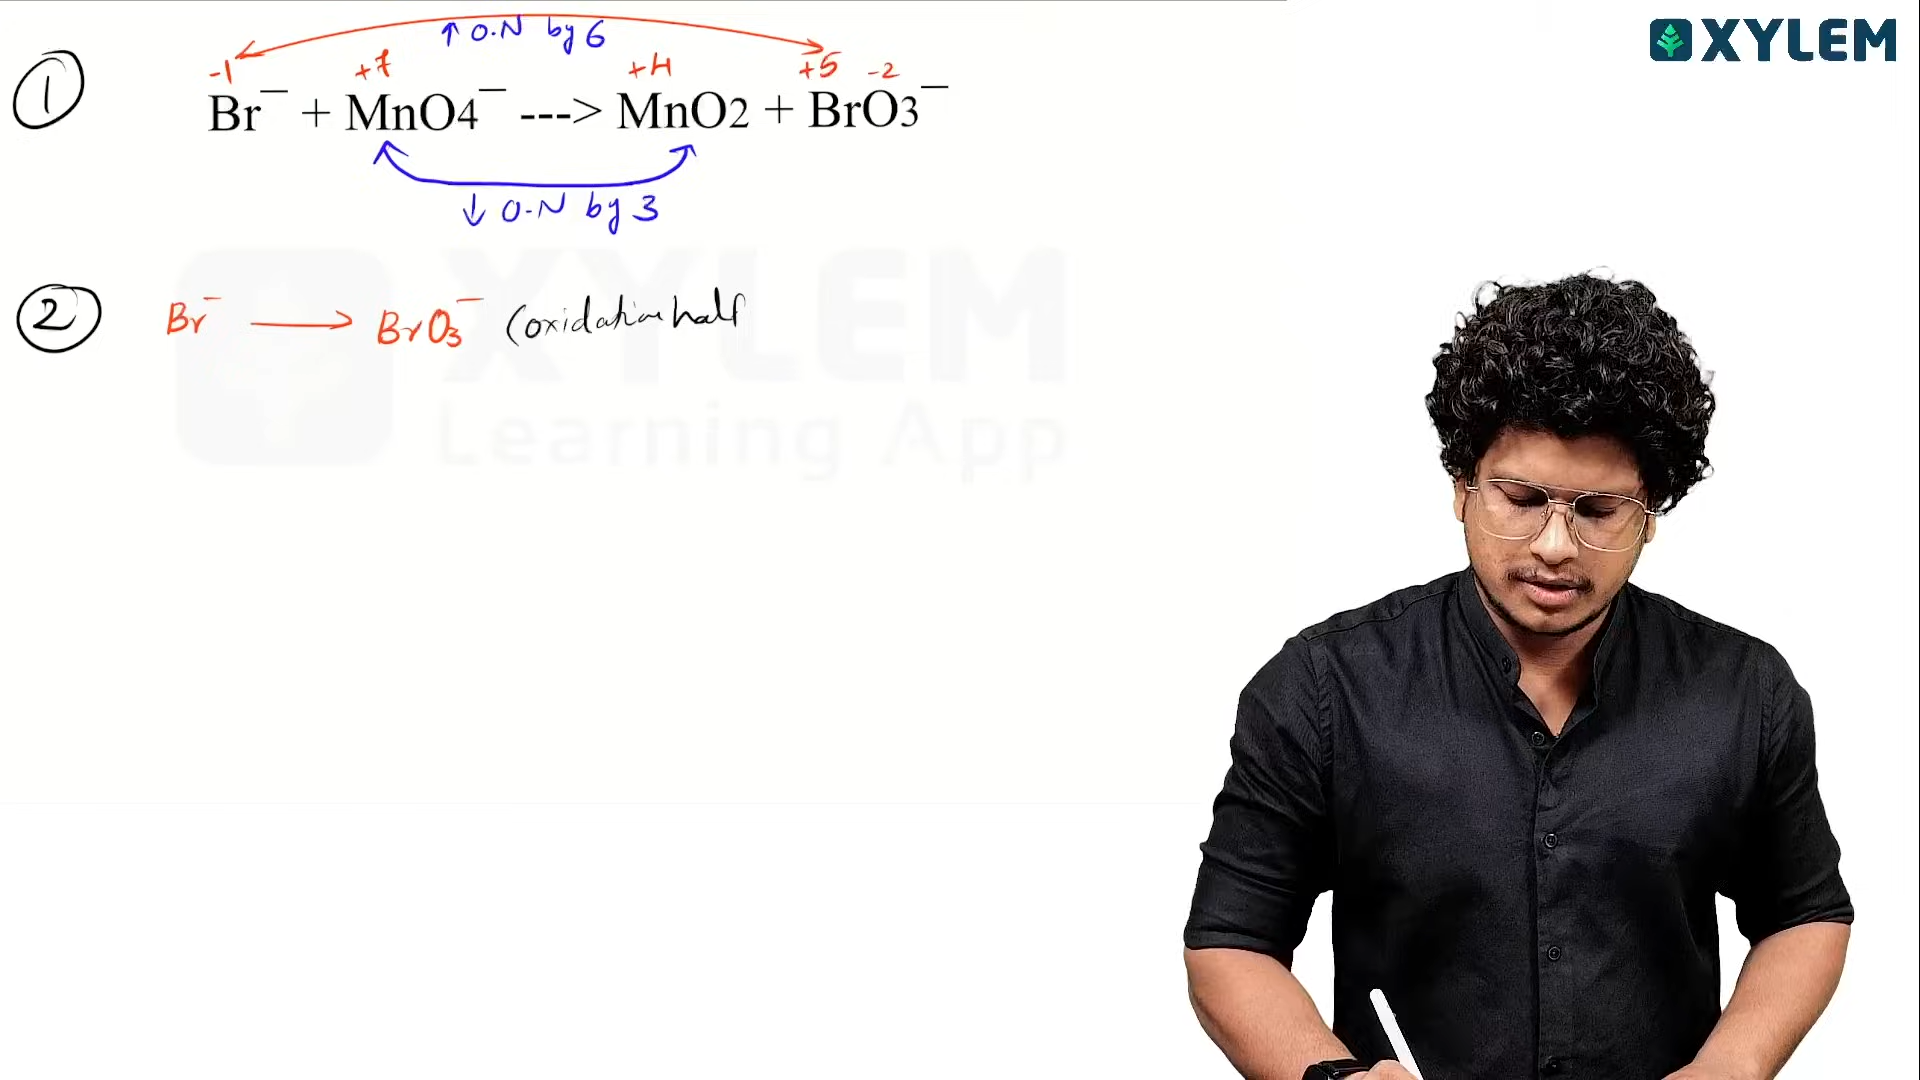 XYLEM
↑ O.N by 6
-1 +7 +4 +5 -2
① Br⁻ + MnO4⁻ ---> MnO2 + BrO3⁻
↓ O.N by 3
② Br⁻ ⟶ BrO₃⁻ (oxidation half
XYLEM
Learning App